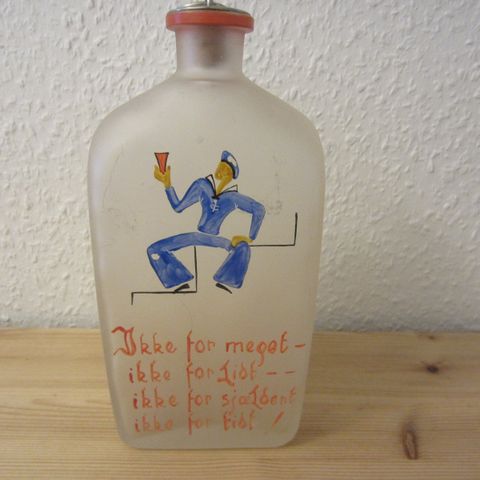 Ikke for meget -
ikke for Lidt - -
ikke for sjældent
ikke for tidt !